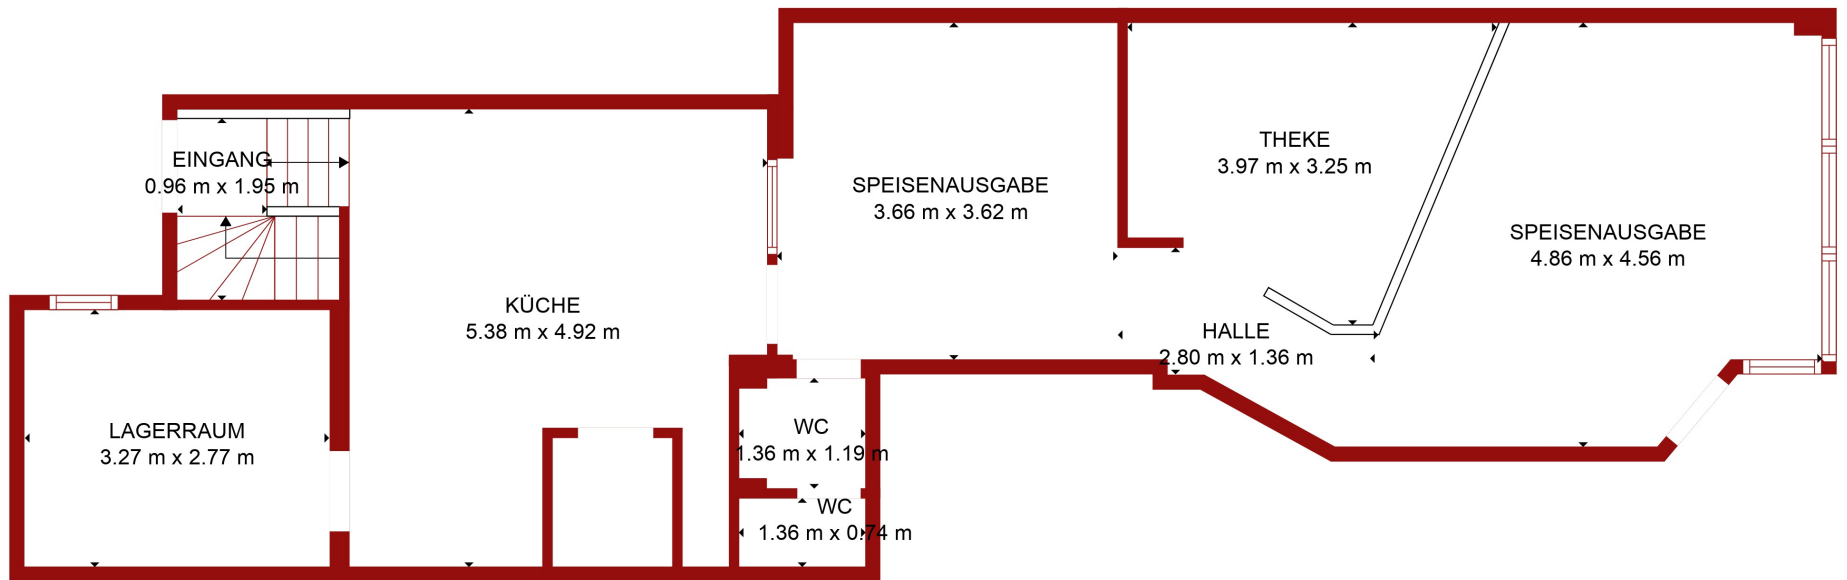 EINGANG
0.96 m x 1.95 m
LAGERRAUM
3.27 m x 2.77 m
KÜCHE
5.38 m x 4.92 m
WC
1.36 m x 1.19 m
WC
1.36 m x 0.74 m
SPEISENAUSGABE
3.66 m x 3.62 m
THEKE
3.97 m x 3.25 m
HALLE
2.80 m x 1.36 m
SPEISENAUSGABE
4.86 m x 4.56 m